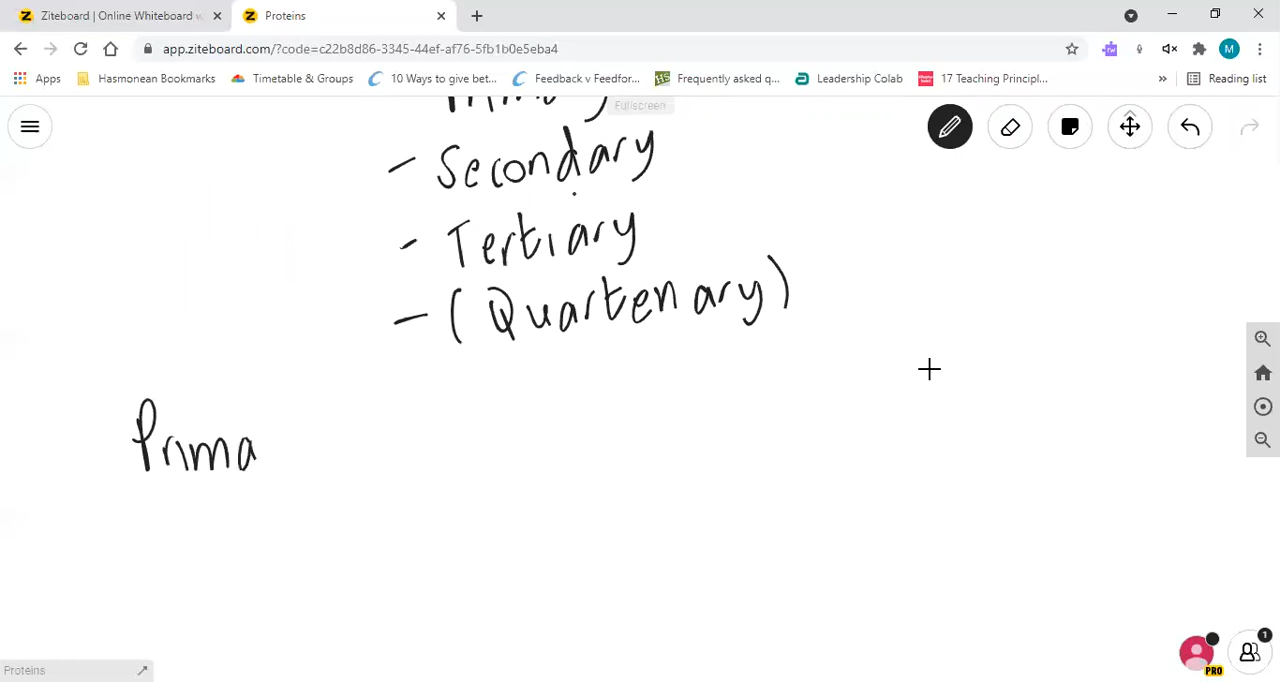 Ziteboard | Online Whiteboard w
Proteins
app.ziteboard.com/?code=c22b8d86-3345-44ef-af76-5fb1b0e5eba4
M
Apps
Hasmonean Bookmarks
Timetable & Groups
10 Ways to give bet...
Feedback v Feedfor...
Frequently asked q...
Leadership Colab
17 Teaching Principl...
»
Reading list
Fullscreen
- Secondary
- Tertiary
- (Quartenary)
Prima
Proteins
PRO
1